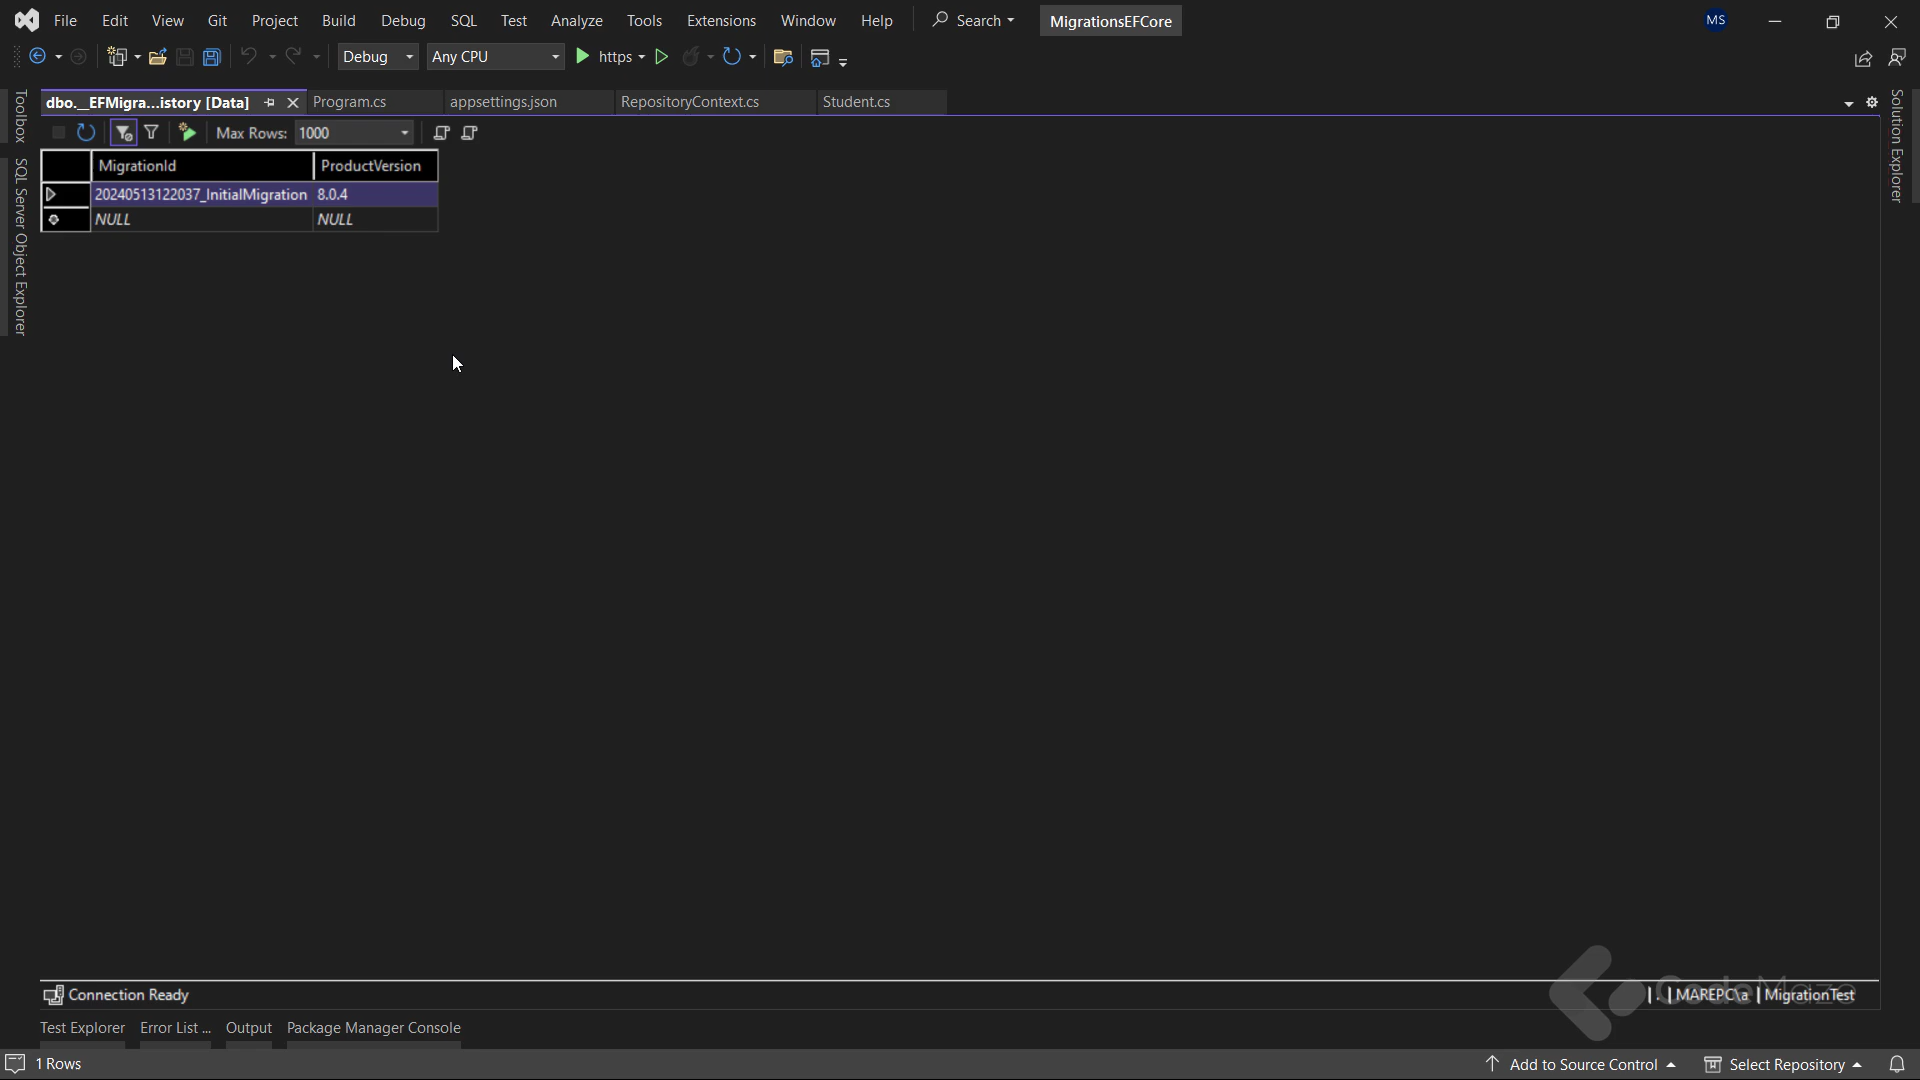 File Edit View Git Project Build Debug SQL Test Analyze Tools Extensions Window Help Search MigrationsEFCore MS
Debug Any CPU https
dbo.__EFMigra...istory [Data] Program.cs appsettings.json RepositoryContext.cs Student.cs
Max Rows: 1000
MigrationId ProductVersion
20240513122037_InitialMigration 8.0.4
NULL NULL
Toolbox
SQL Server Object Explorer
Solution Explorer
Connection Ready | . | MAREPC\a | MigrationTest
CodeMaze
Test Explorer Error List ... Output Package Manager Console
1 Rows Add to Source Control Select Repository